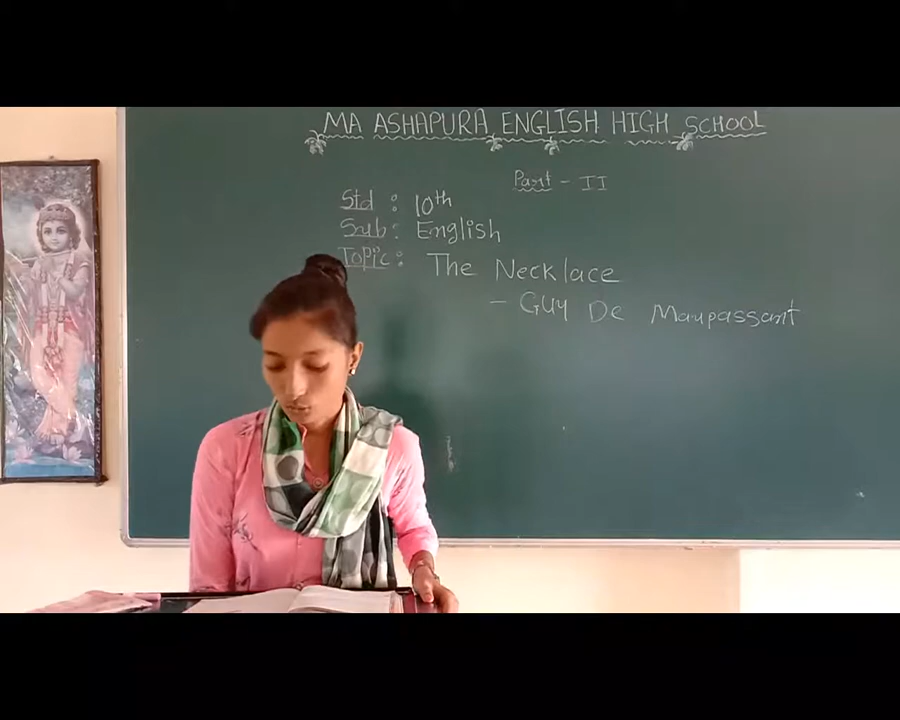 MA ASHAPURA ENGLISH HIGH SCHOOL
Part - II
Std : 10th
Sub : English
Topic : The Necklace
- Guy De Maupassant